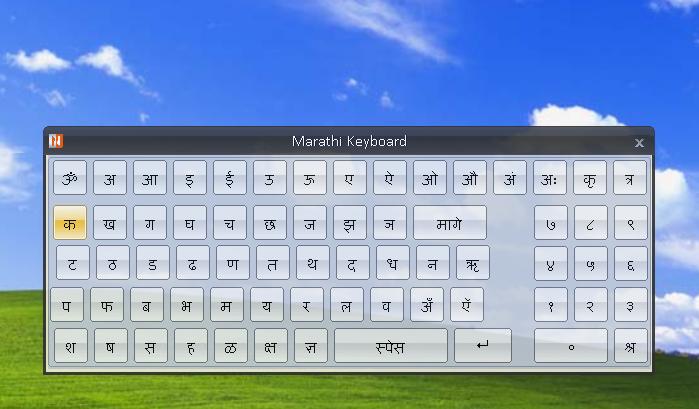 Marathi Keyboard x
ॐ अ आ इ ई उ ऊ ए ऐ ओ औ अं अः कृ त्र
क ख ग घ च छ ज झ ञ मागे ७ ८ ९
ट ठ ड ढ ण त थ द ध न ऋ ४ ५ ६
प फ ब भ म य र ल व अँ ऍ १ २ ३
श ष स ह ळ क्ष ज्ञ स्पेस ↵ ० श्र